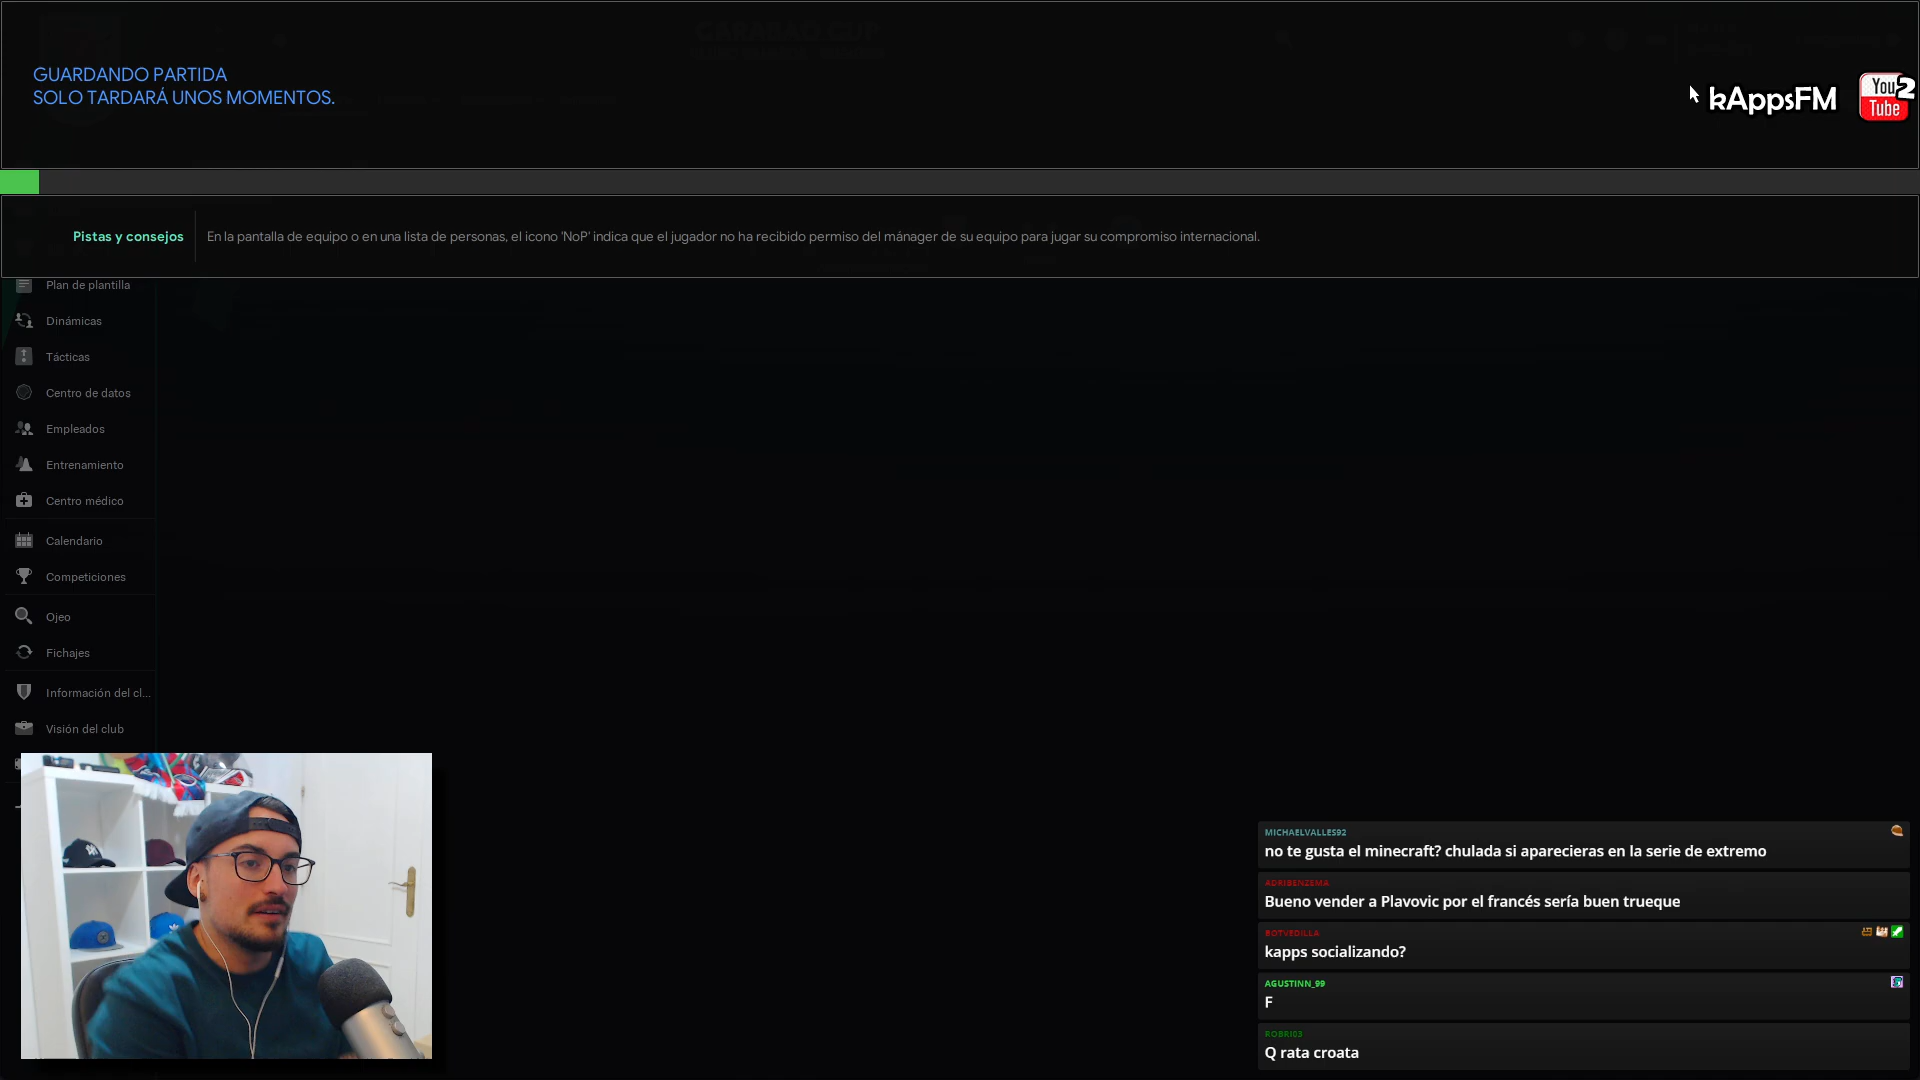 CARABAO CUP
GUARDANDO PARTIDA
SOLO TARDARÁ UNOS MOMENTOS.
kAppsFM
You Tube 2
Pistas y consejos
En la pantalla de equipo o en una lista de personas, el icono 'NoP' indica que el jugador no ha recibido permiso del mánager de su equipo para jugar su compromiso internacional.
Plan de plantilla
Dinámicas
Tácticas
Centro de datos
Empleados
Entrenamiento
Centro médico
Calendario
Competiciones
Ojeo
Fichajes
Información del cl...
Visión del club
MICHAELVALLES92
no te gusta el minecraft? chulada si aparecieras en la serie de extremo
ADRIBENZEMA
Bueno vender a Plavovic por el francés sería buen trueque
BOTVEDILLA
kapps socializando?
AGUSTINN_99
F
ROBRI03
Q rata croata